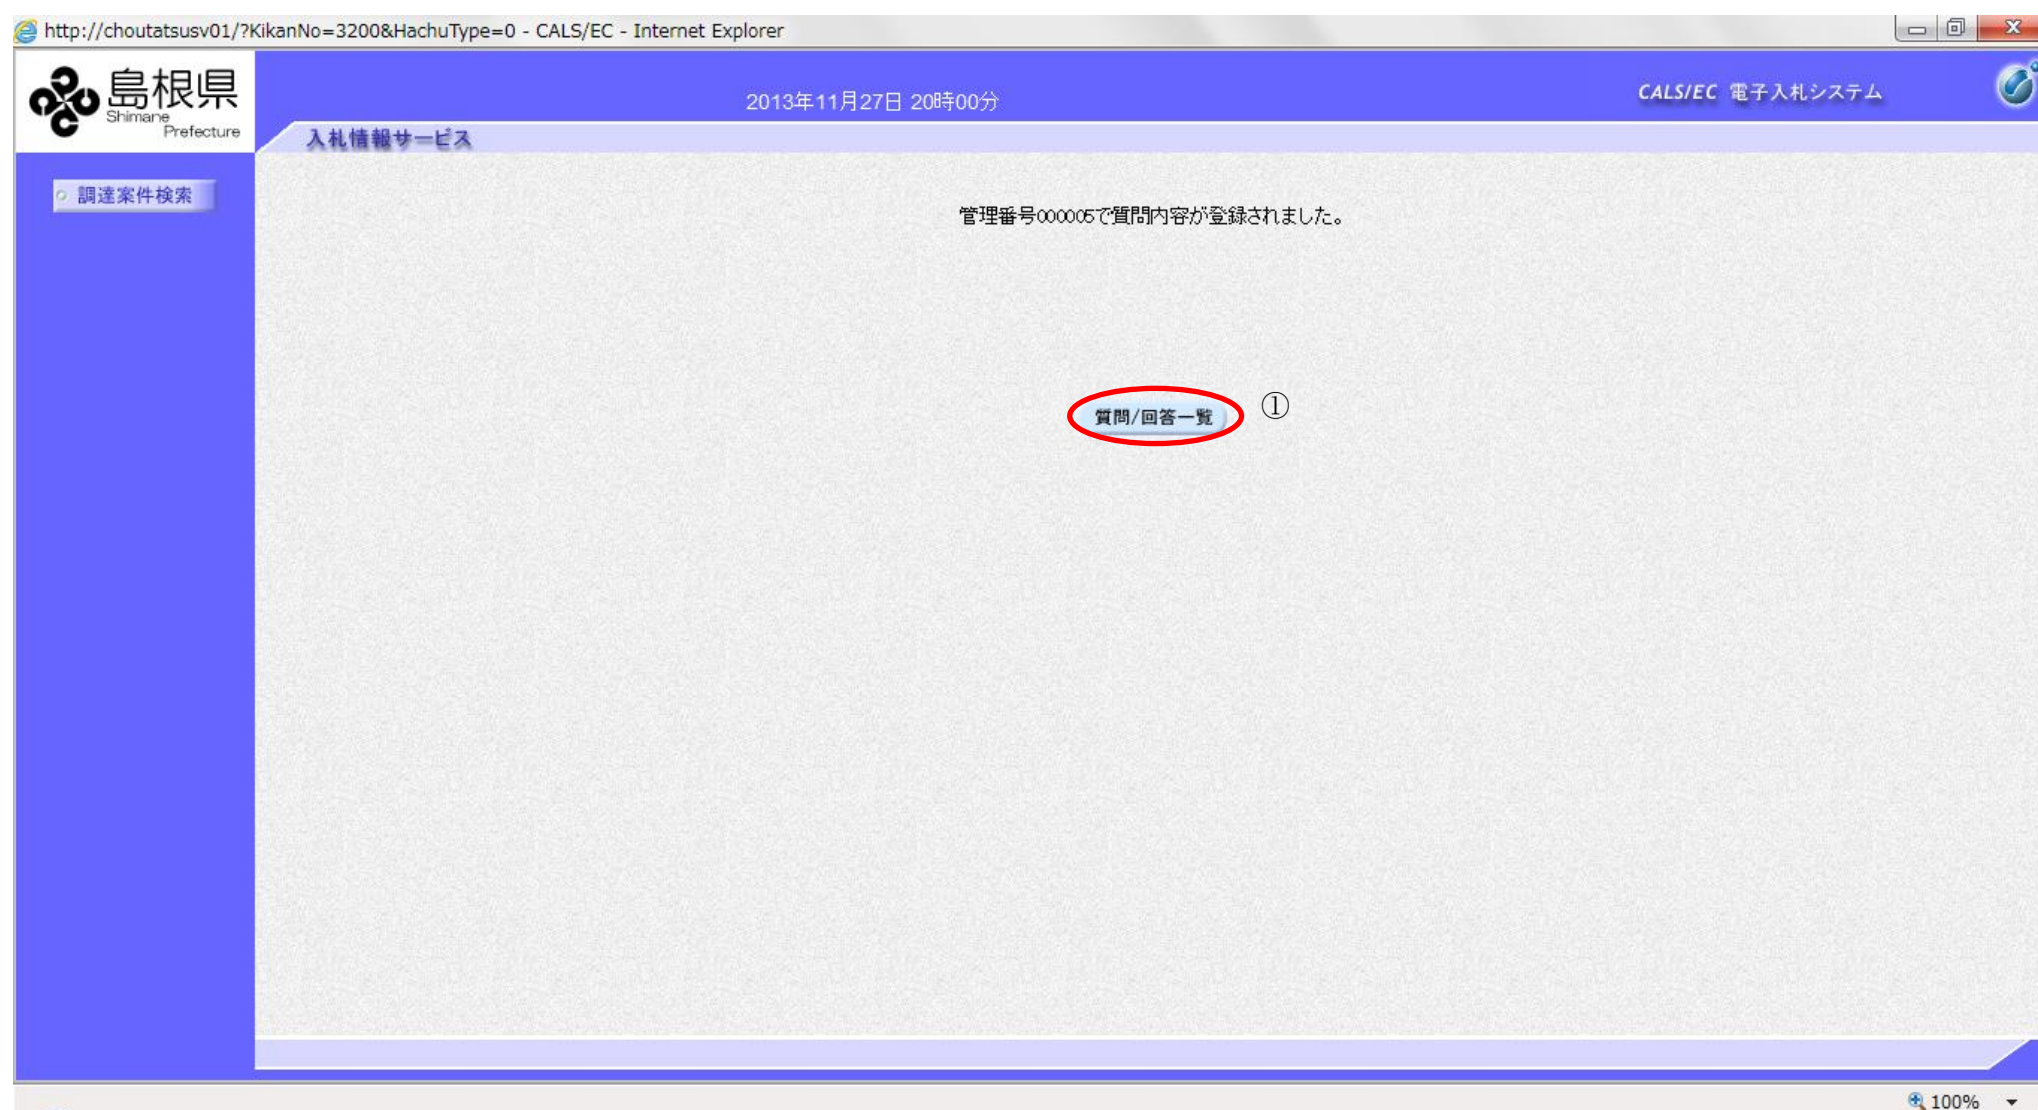 http://choutatsusv01/?KikanNo=3200&HachuType=0 - CALS/EC - Internet Explorer
島根県
Shimane
Prefecture
2013年11月27日 20時00分
CALS/EC 電子入札システム
入札情報サービス
調達案件検索
管理番号000005で質問内容が登録されました。
質問/回答一覧
①
100%